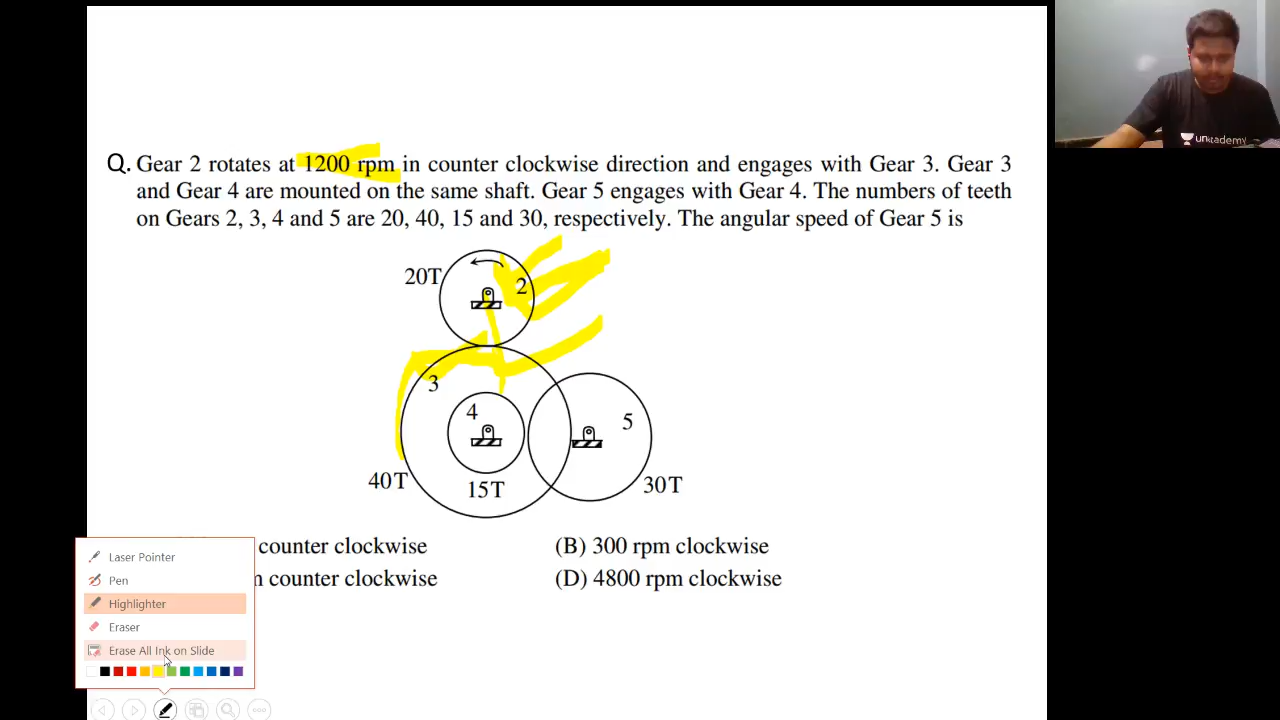 Q. Gear 2 rotates at 1200 rpm in counter clockwise direction and engages with Gear 3. Gear 3
and Gear 4 are mounted on the same shaft. Gear 5 engages with Gear 4. The numbers of teeth
on Gears 2, 3, 4 and 5 are 20, 40, 15 and 30, respectively. The angular speed of Gear 5 is
20T
2
3
4
5
40T
15T
30T
counter clockwise
(B) 300 rpm clockwise
counter clockwise
(D) 4800 rpm clockwise
Laser Pointer
Pen
Highlighter
Eraser
Erase All Ink on Slide
unacademy